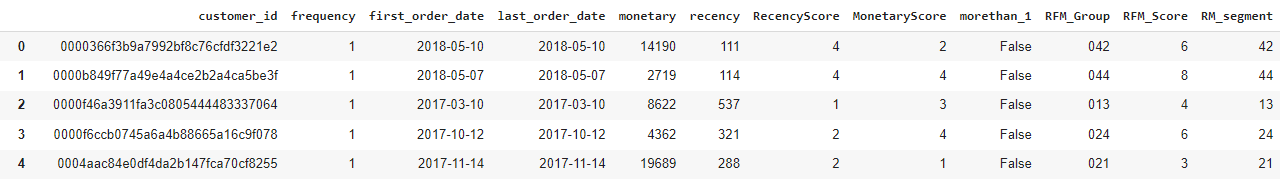 customer_id frequency first_order_date last_order_date monetary recency RecencyScore MonetaryScore morethan_1 RFM_Group RFM_Score RM_segment
0 0000366f3b9a7992bf8c76cfdf3221e2 1 2018-05-10 2018-05-10 14190 111 4 2 False 042 6 42
1 0000b849f77a49e4a4ce2b2a4ca5be3f 1 2018-05-07 2018-05-07 2719 114 4 4 False 044 8 44
2 0000f46a3911fa3c0805444483337064 1 2017-03-10 2017-03-10 8622 537 1 3 False 013 4 13
3 0000f6ccb0745a6a4b88665a16c9f078 1 2017-10-12 2017-10-12 4362 321 2 4 False 024 6 24
4 0004aac84e0df4da2b147fca70cf8255 1 2017-11-14 2017-11-14 19689 288 2 1 False 021 3 21